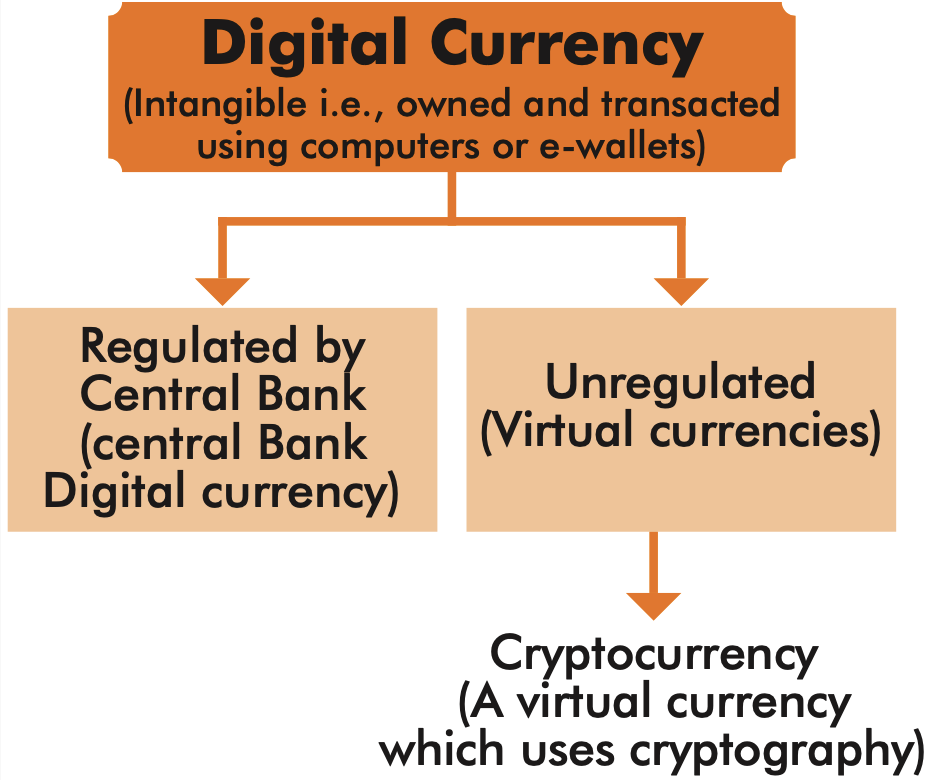 Digital Currency
(Intangible i.e., owned and transacted
using computers or e-wallets)
Regulated by
Central Bank
(central Bank
Digital currency)
Unregulated
(Virtual currencies)
Cryptocurrency
(A virtual currency
which uses cryptography)